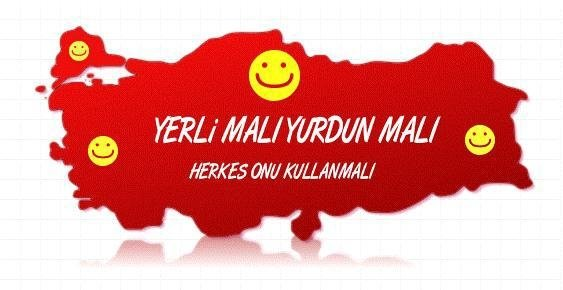 YERLi MALI YURDUN MALI
HERKES ONU KULLANMALI